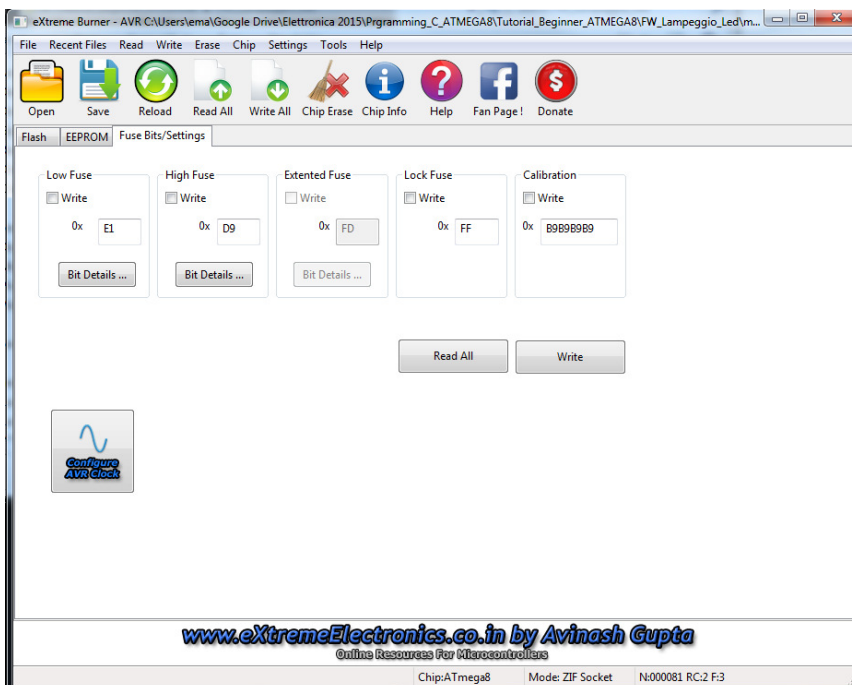 eXtreme Burner - AVR C:\Users\ema\Google Drive\Elettronica 2015\Prgramming_C_ATMEGA8\Tutorial_Beginner_ATMEGA8\FW_Lampeggio_Led\m...
File Recent Files Read Write Erase Chip Settings Tools Help
Open Save Reload Read All Write All Chip Erase Chip Info Help Fan Page! Donate
Flash EEPROM Fuse Bits/Settings
Low Fuse High Fuse Extented Fuse Lock Fuse Calibration
Write Write Write Write Write
0x E1 0x D9 0x FD 0x FF 0x B9B9B9B9
Bit Details ... Bit Details ... Bit Details ...
Read All Write
Configure
AVR Clock
www.eXtremeElectronics.co.in by Avinash Gupta
Online Resources For Microcontrollers
Chip:ATmega8 Mode: ZIF Socket N:000081 RC:2 F:3